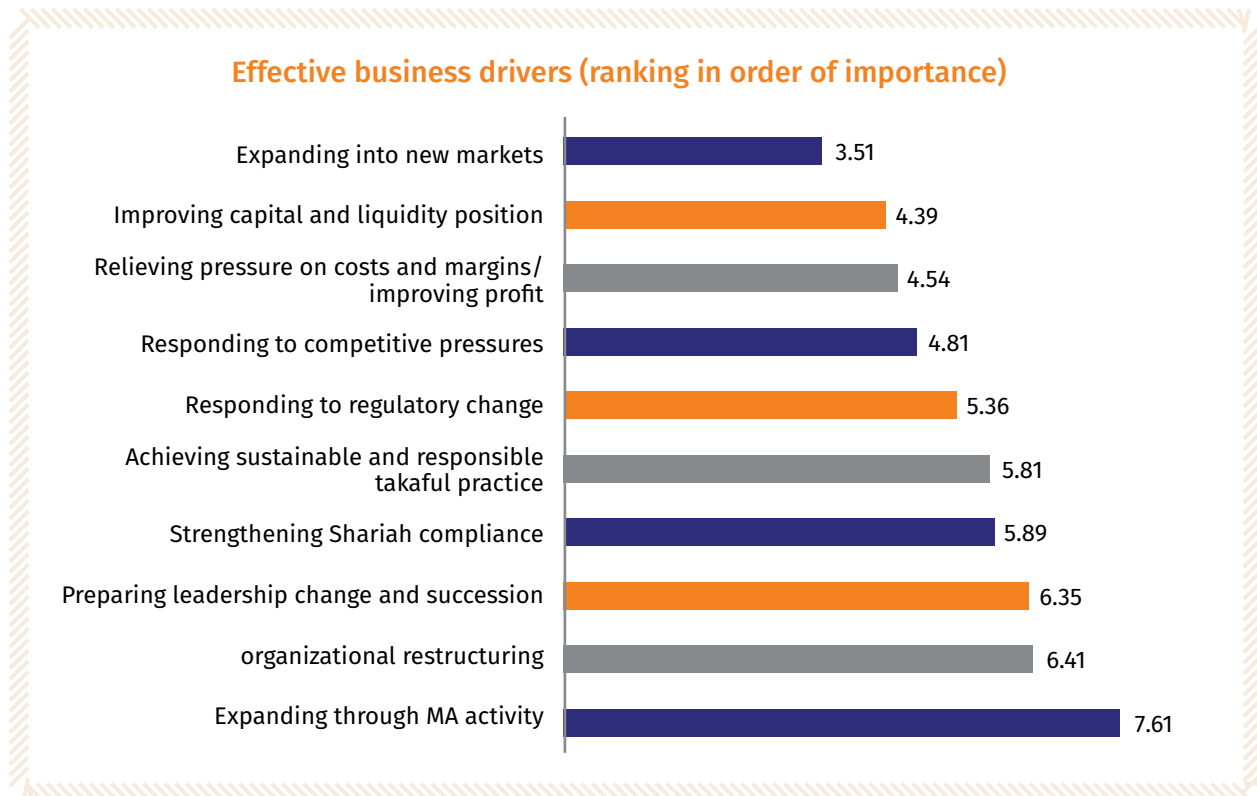 Effective business drivers (ranking in order of importance)
Expanding into new markets 3.51
Improving capital and liquidity position 4.39
Relieving pressure on costs and margins/
improving profit 4.54
Responding to competitive pressures 4.81
Responding to regulatory change 5.36
Achieving sustainable and responsible
takaful practice 5.81
Strengthening Shariah compliance 5.89
Preparing leadership change and succession 6.35
organizational restructuring 6.41
Expanding through MA activity 7.61